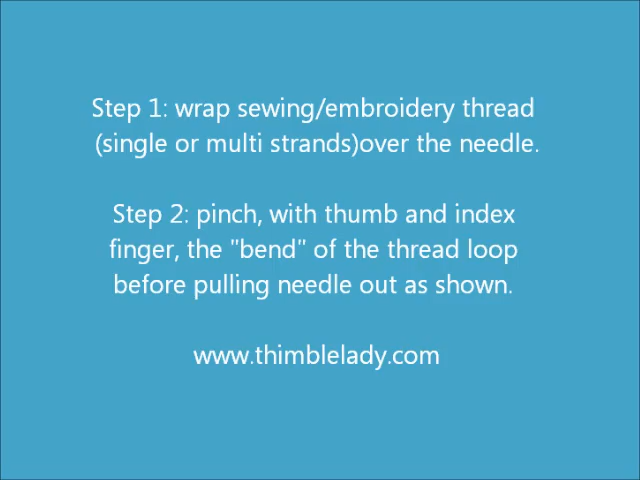 Step 1: wrap sewing/embroidery thread
(single or multi strands)over the needle.
Step 2: pinch, with thumb and index
finger, the "bend" of the thread loop
before pulling needle out as shown.
www.thimblelady.com